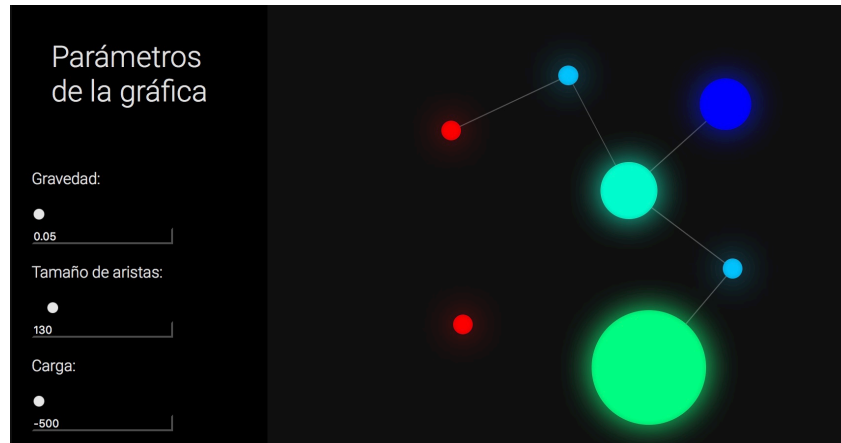 Parámetros
de la gráfica
Gravedad:
0.05
Tamaño de aristas:
130
Carga:
-500